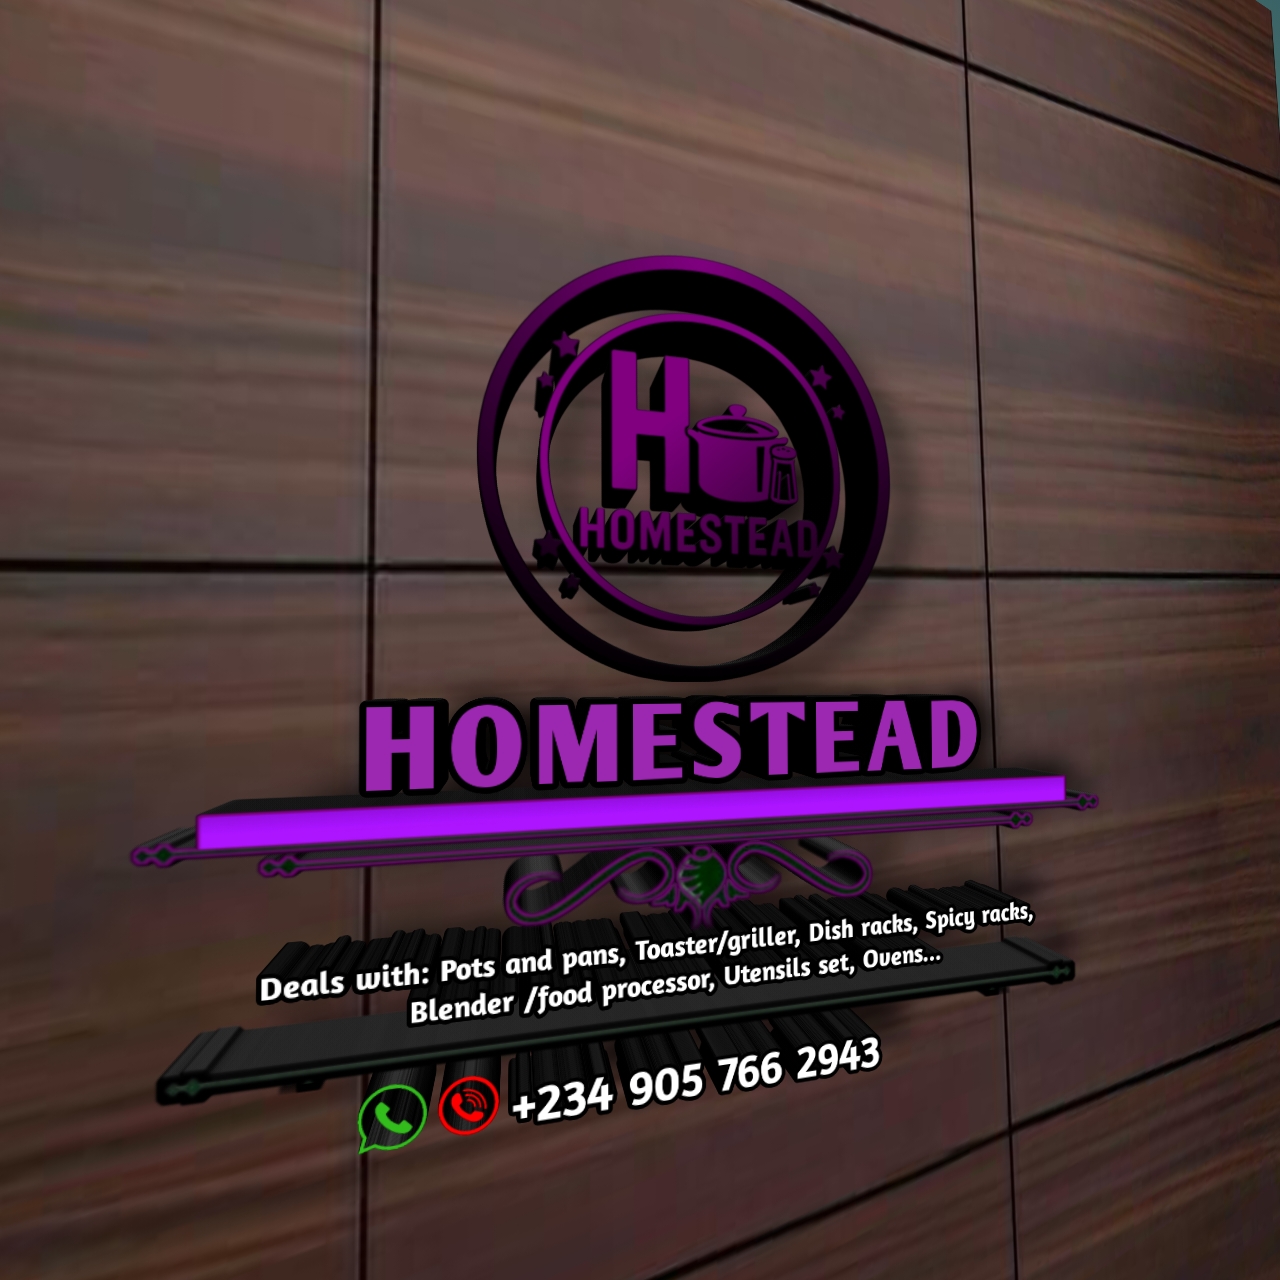 H
HOMESTEAD
HOMESTEAD
Deals with: Pots and pans, Toaster/griller, Dish racks, Spicy racks,
Blender /food processor, Utensils set, Ovens...
+234 905 766 2943